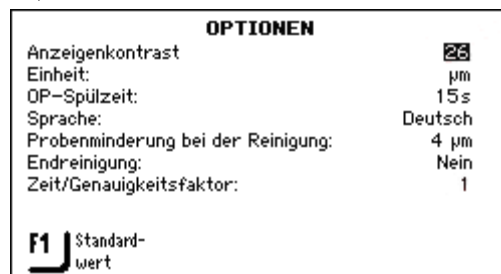 OPTIONEN
Anzeigenkontrast 26
Einheit: µm
OP-Spülzeit: 15s
Sprache: Deutsch
Probenminderung bei der Reinigung: 4 µm
Endreinigung: Nein
Zeit/Genauigkeitsfaktor: 1
F1 Standard-
wert